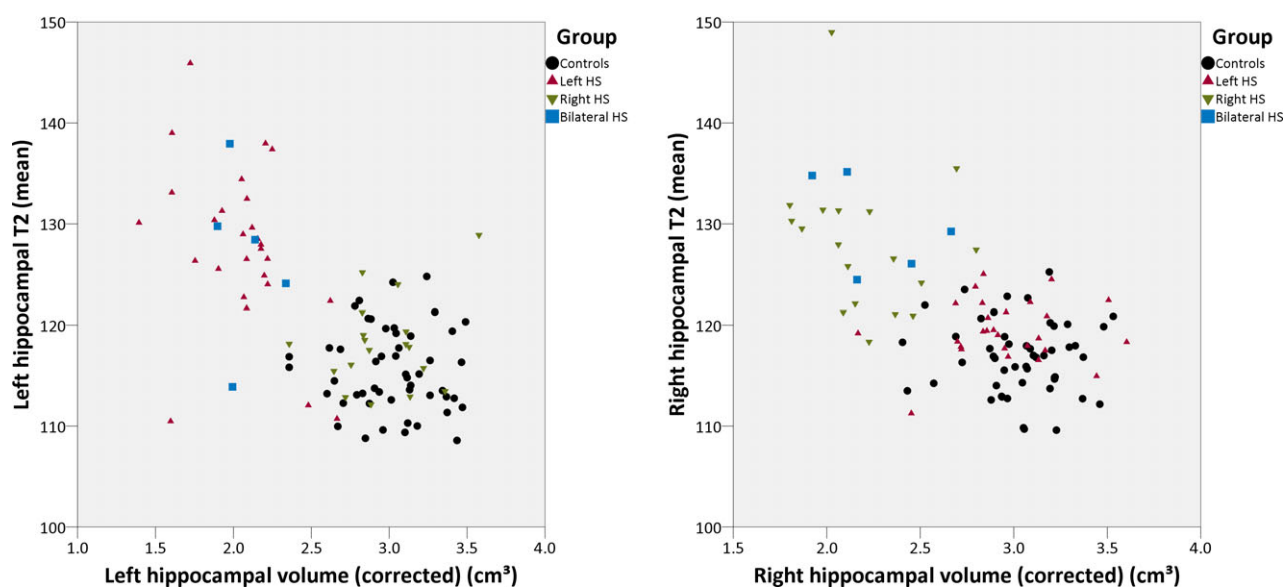 Left hippocampal T2 (mean)
150
140
130
120
110
100
1.0 1.5 2.0 2.5 3.0 3.5 4.0
Left hippocampal volume (corrected) (cm³)
Group
Controls
Left HS
Right HS
Bilateral HS
Right hippocampal T2 (mean)
150
140
130
120
110
100
1.5 2.0 2.5 3.0 3.5 4.0
Right hippocampal volume (corrected) (cm³)
Group
Controls
Left HS
Right HS
Bilateral HS